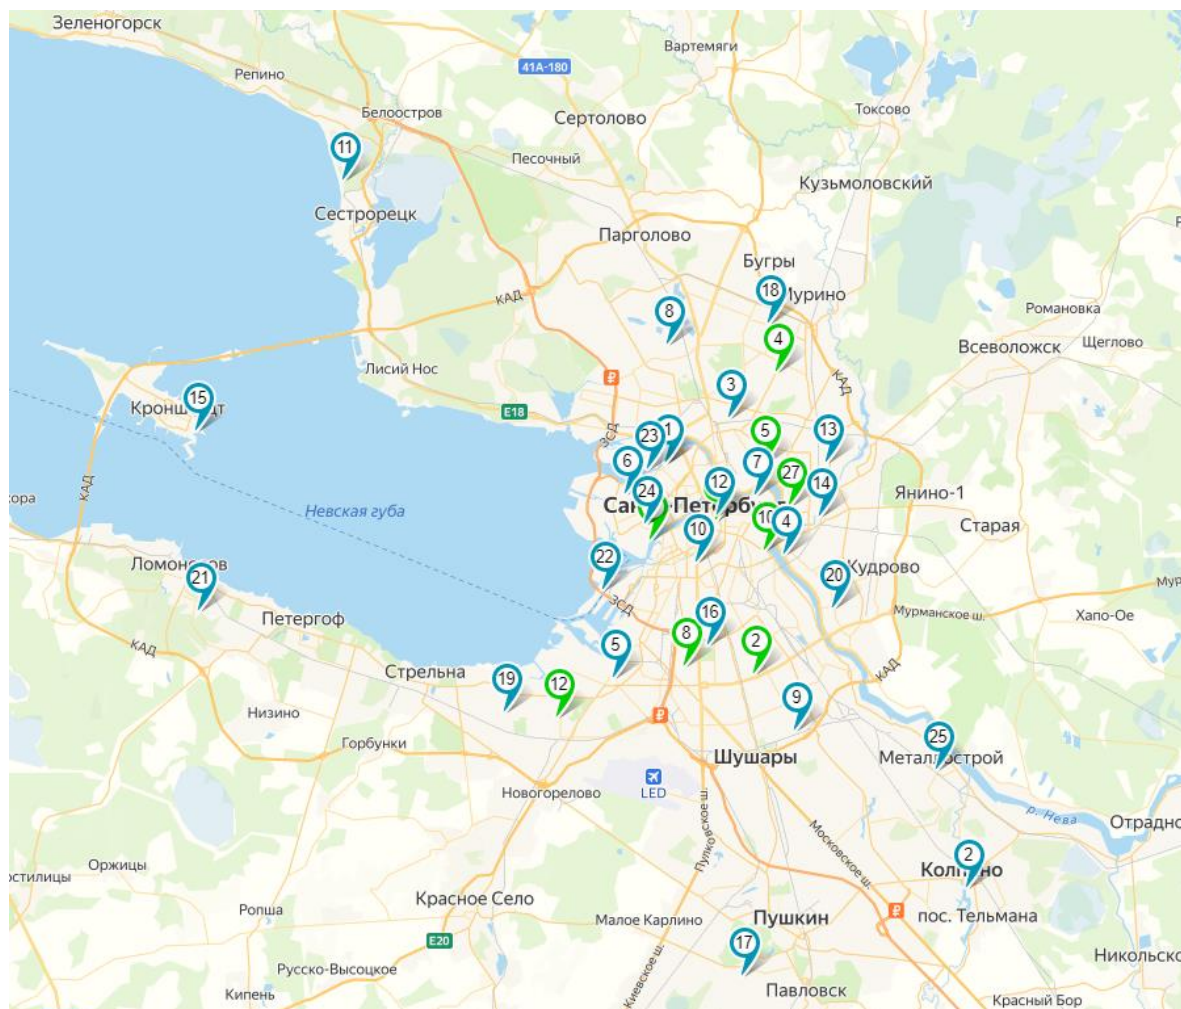 Зеленогорск
Вартемяги
41А-180
Репино
Белоостров
Токсово
Сертолово
11
Песочный
Кузьмоловский
Сестрорецк
Парголово
Бугры
КАД
18
Мурино
8
Романовка
4
Щеглово
Всеволожск
Лисий Нос
КАД
3
15
Кронштадт
E18
ЗСД
5
23
1
13
6
7
27
12
14
24
Янино-1
КАД
Санкт-Петербург
Невская губа
10
4
Старая
10
22
Ломоносов
Кудрово
21
20
ЗСД
16
Мурманское ш.
Хапо-Ое
Петергоф
8
2
5
КАД
Стрельна
19
12
КАД
9
Низино
25
Горбунки
Шушары
Металлострой
LED
Новогорелово
р. Нева
Отрадно
Пулковское ш.
Московское ш.
2
Оржицы
Колпино
Красное Село
Ропша
Малое Карлино
Пушкин
пос. Тельмана
E20
17
Никольско
Русско-Высоцкое
Киевское ш.
Павловск
Кипень
Красный Бор